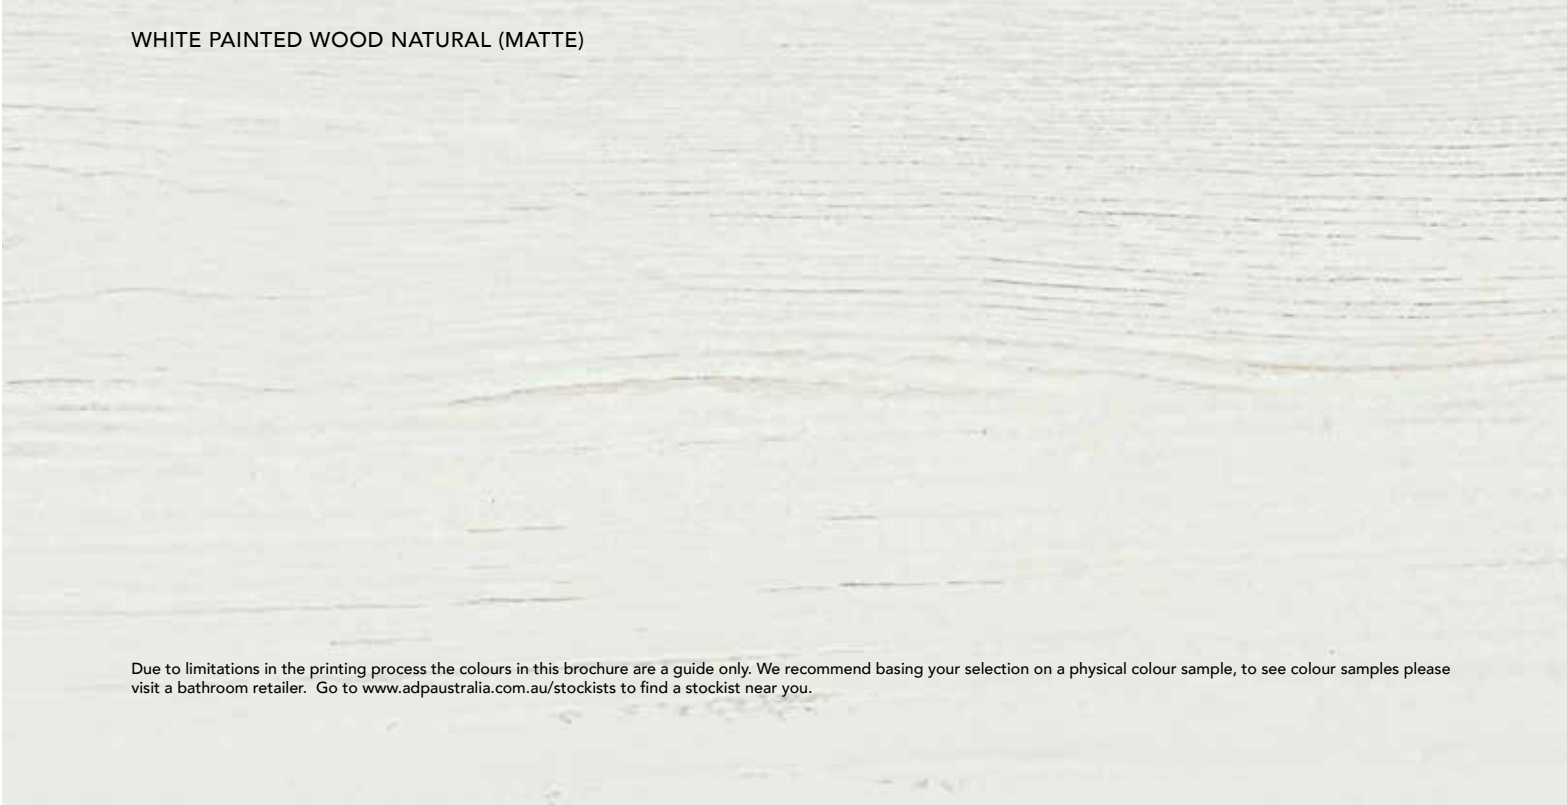 WHITE PAINTED WOOD NATURAL (MATTE)
Due to limitations in the printing process the colours in this brochure are a guide only. We recommend basing your selection on a physical colour sample, to see colour samples please
visit a bathroom retailer.  Go to www.adpaustralia.com.au/stockists to find a stockist near you.